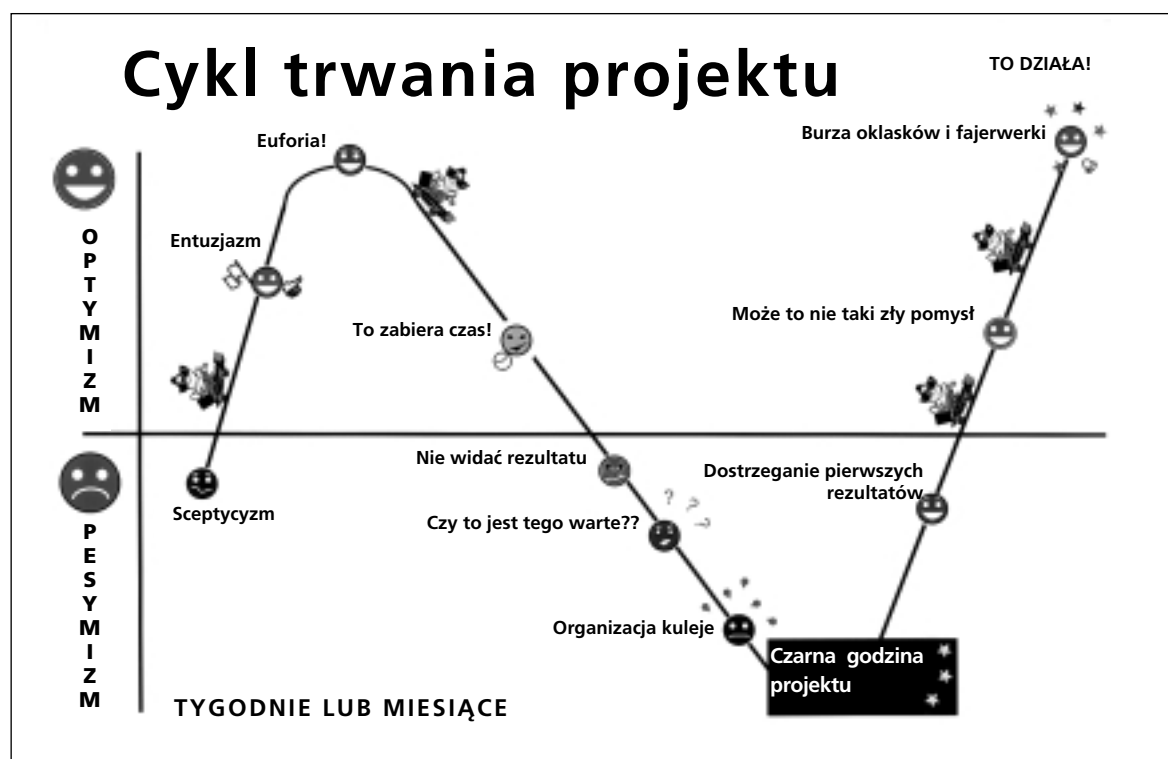 Cykl trwania projektu
TO DZIAŁA!
Burza oklasków i fajerwerki
Euforia!
Entuzjazm
OPTYMIZM
To zabiera czas!
Może to nie taki zły pomysł
Nie widać rezultatu
Dostrzeganie pierwszych
rezultatów
Sceptycyzm
Czy to jest tego warte??
? ? ?
PESYMIZM
Organizacja kuleje
Czarna godzina
projektu
TYGODNIE LUB MIESIĄCE